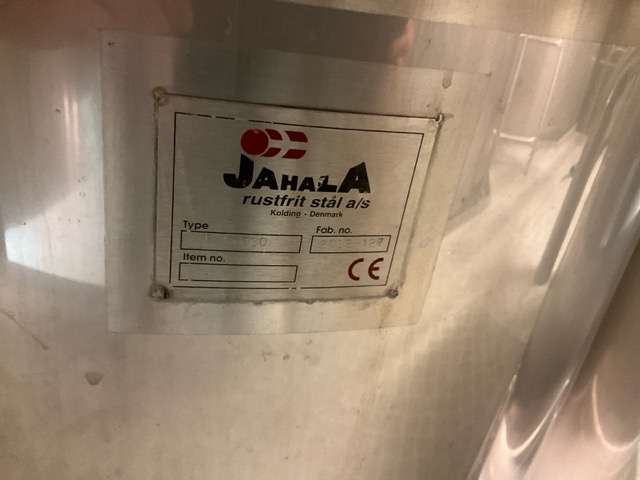 JAHALA
rustfrit stål a/s
Kolding · Denmark
Type
Fab. no.
Item no.
CE